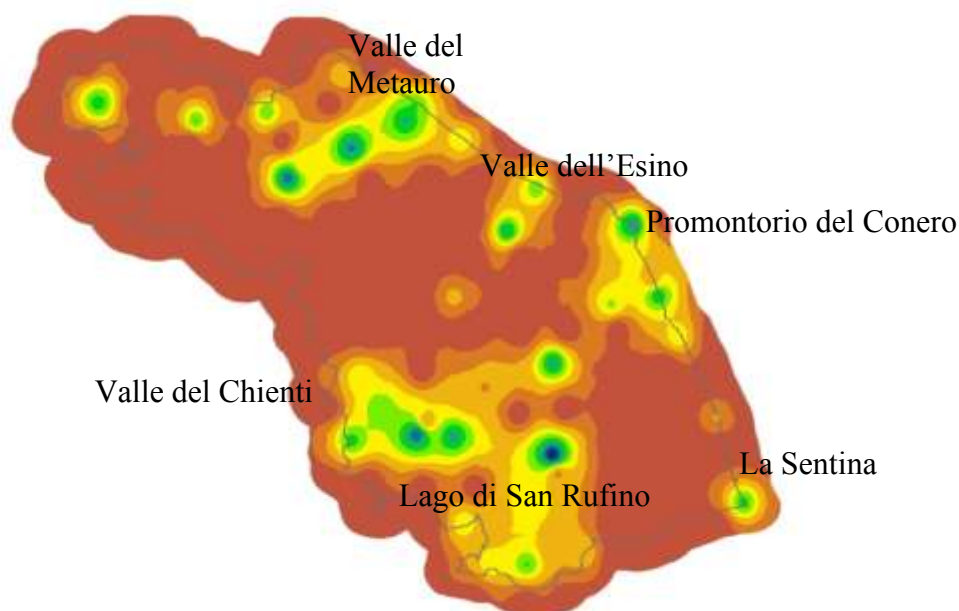 Valle del
Metauro
Valle dell’Esino
Promontorio del Conero
Valle del Chienti
La Sentina
Lago di San Rufino